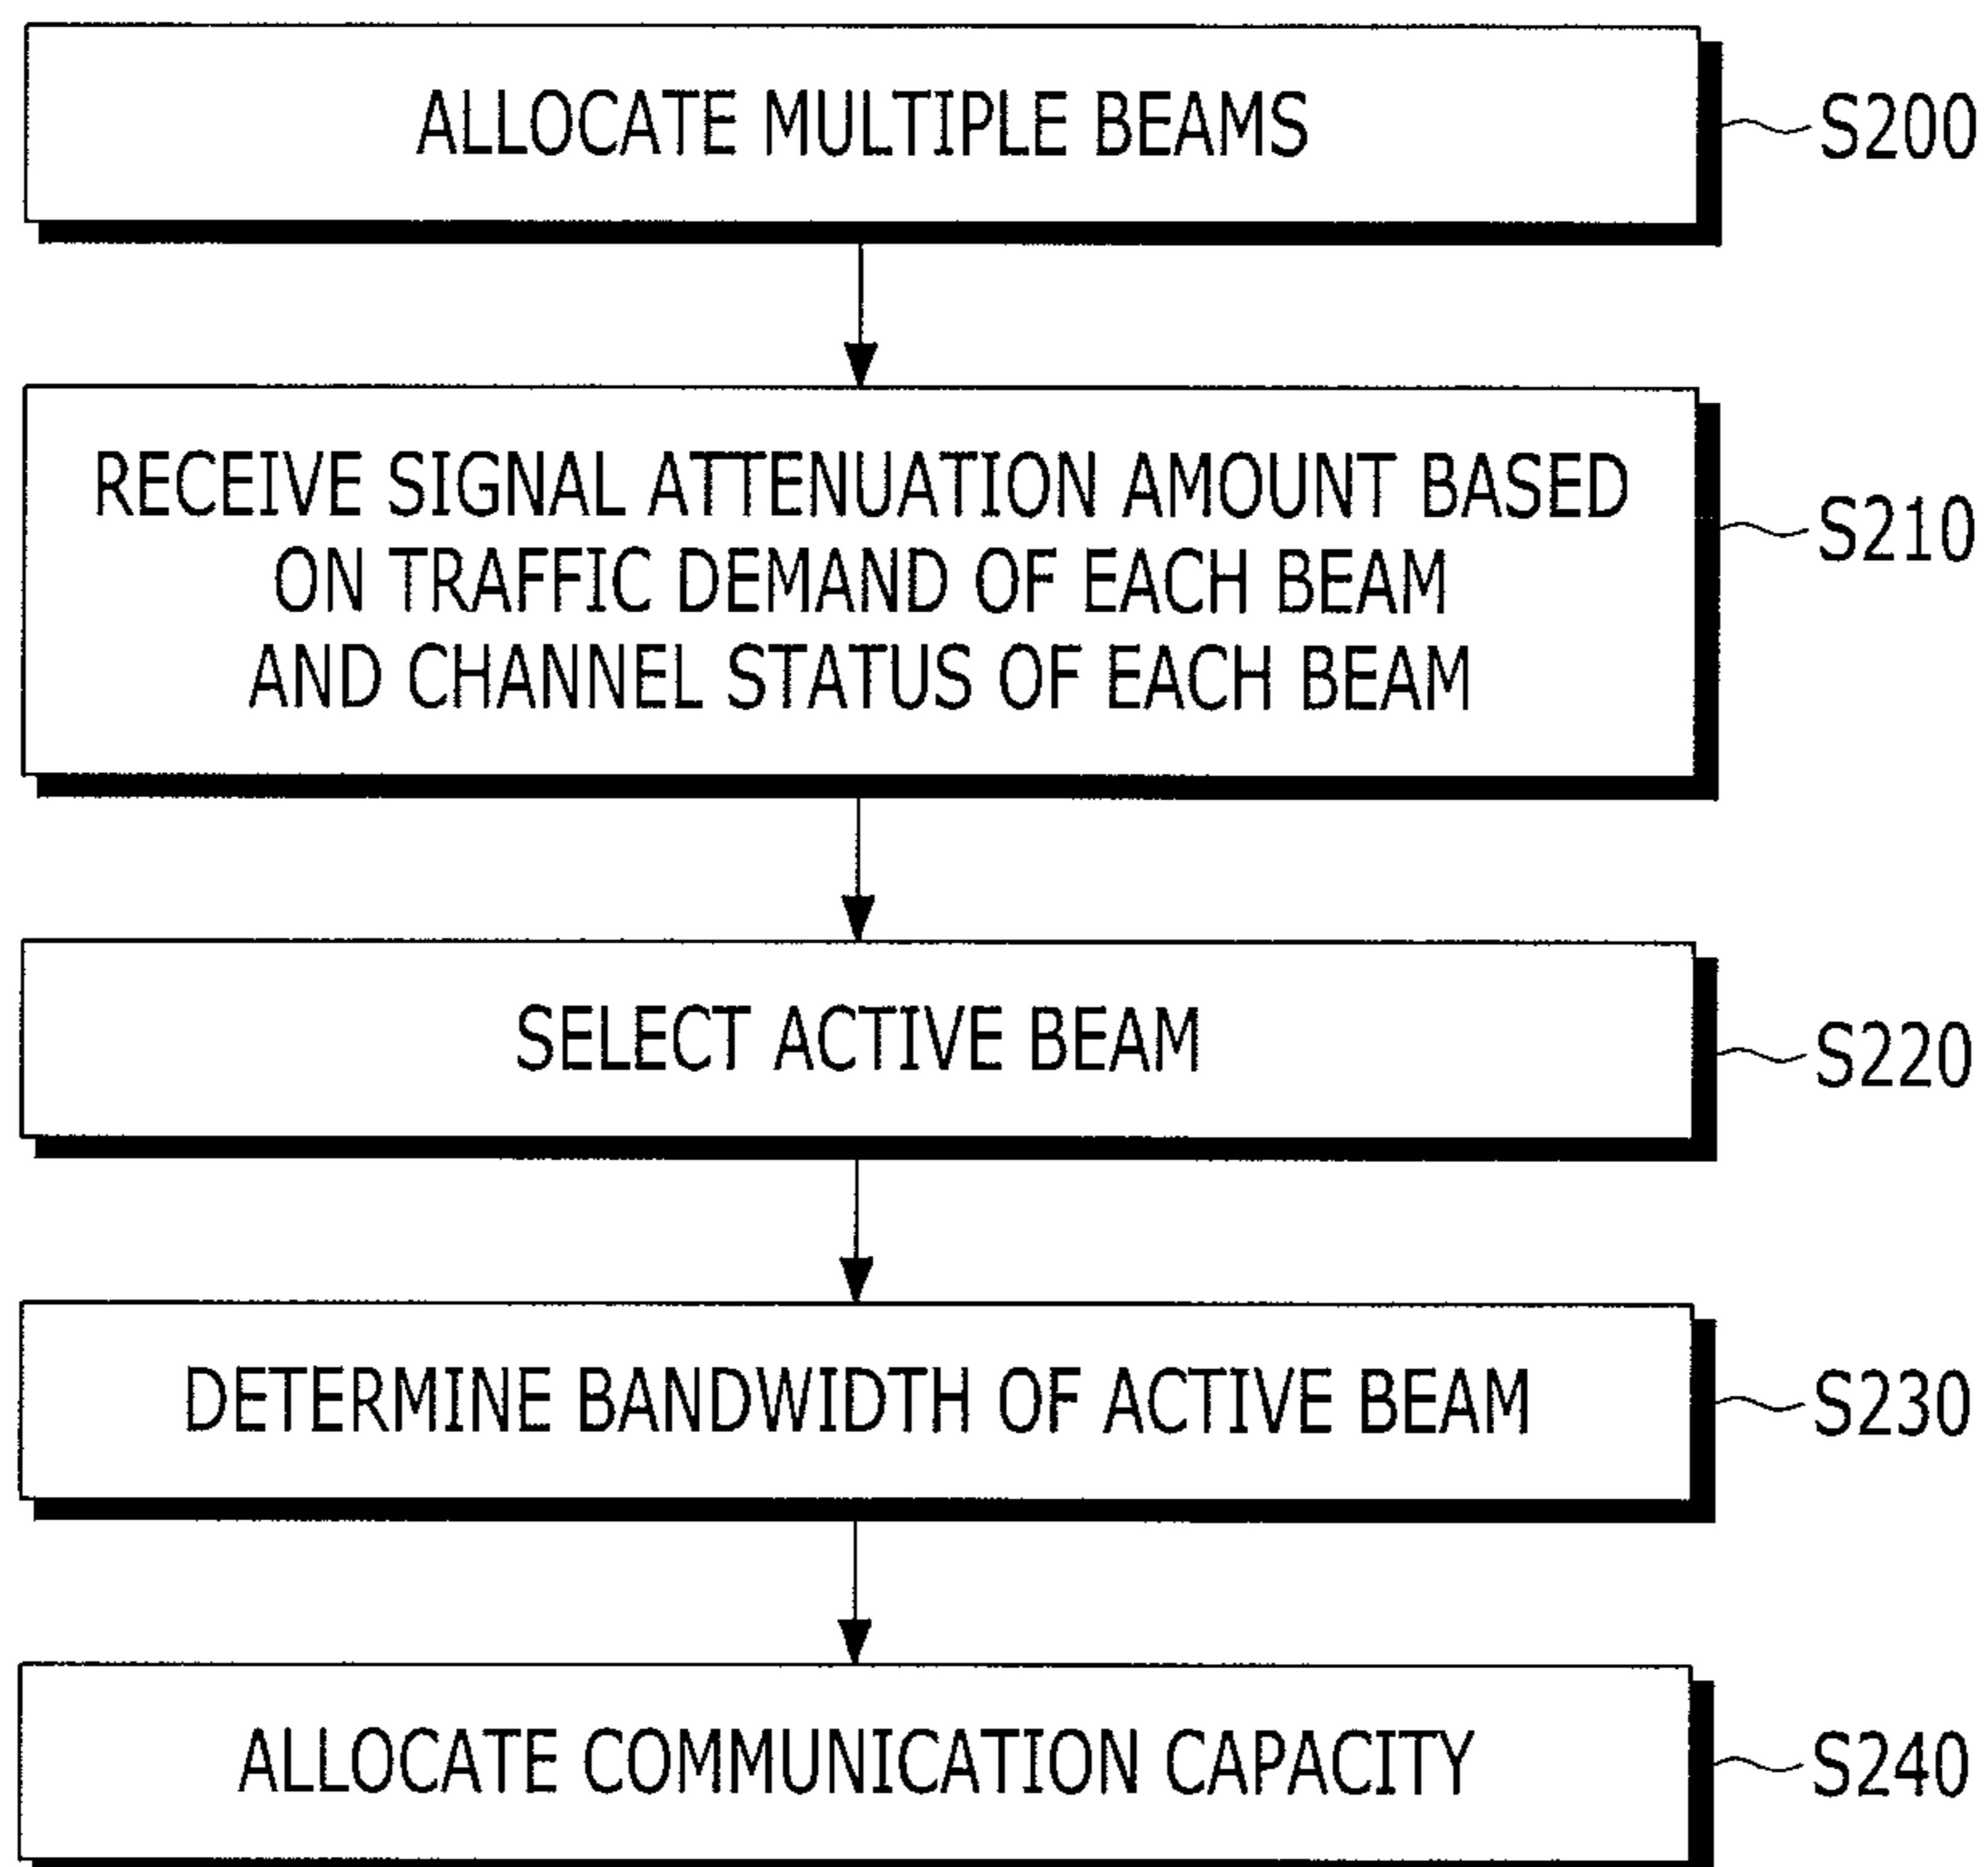 ALLOCATE MULTIPLE BEAMS
S200
RECEIVE SIGNAL ATTENUATION AMOUNT BASED
ON TRAFFIC DEMAND OF EACH BEAM
AND CHANNEL STATUS OF EACH BEAM
S210
SELECT ACTIVE BEAM
S220
DETERMINE BANDWIDTH OF ACTIVE BEAM
S230
ALLOCATE COMMUNICATION CAPACITY
S240